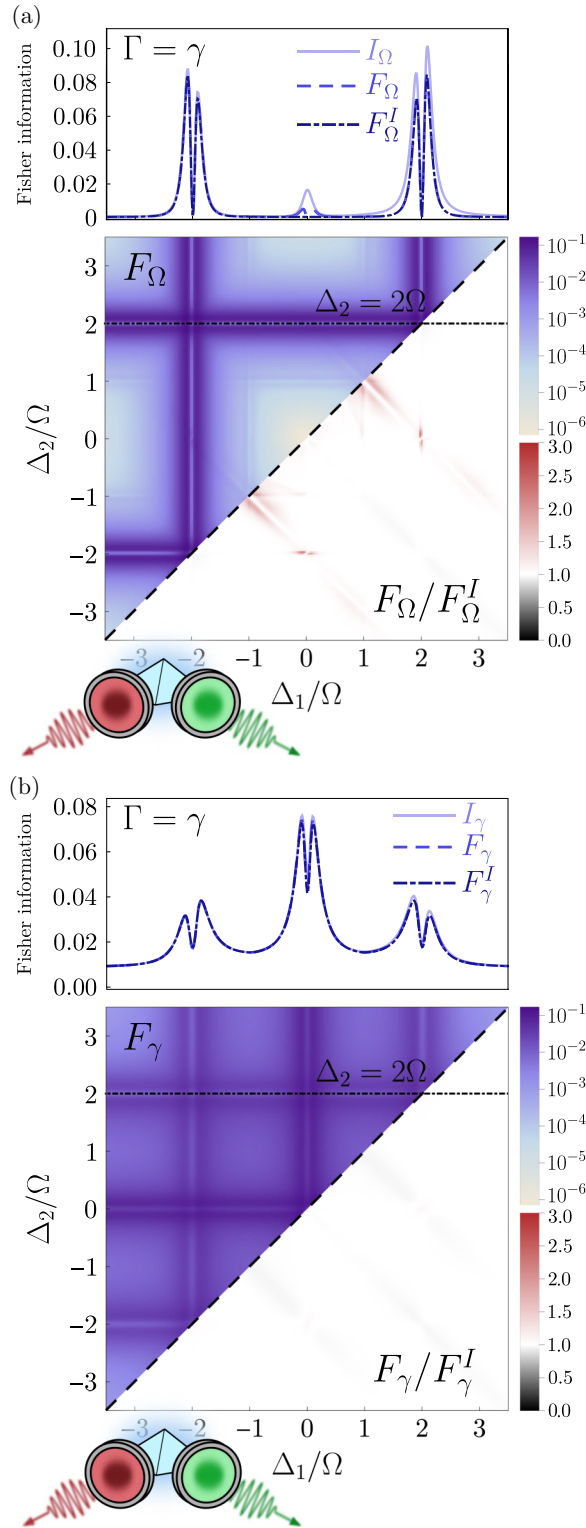 (a)
Γ = γ
I_Ω
F_Ω
F_Ω^I
Fisher information
0.10
0.08
0.06
0.04
0.02
0
F_Ω
Δ₂ = 2Ω
3
2
1
0
-1
-2
-3
Δ₂/Ω
10⁻¹
10⁻²
10⁻³
10⁻⁴
10⁻⁵
10⁻⁶
3.0
2.5
2.0
1.5
1.0
0.5
0.0
F_Ω/F_Ω^I
-3 -2 -1 0 1 2 3
Δ₁/Ω
(b)
Γ = γ
I_γ
F_γ
F_γ^I
Fisher information
0.08
0.06
0.04
0.02
0.00
F_γ
Δ₂ = 2Ω
3
2
1
0
-1
-2
-3
Δ₂/Ω
10⁻¹
10⁻²
10⁻³
10⁻⁴
10⁻⁵
10⁻⁶
3.0
2.5
2.0
1.5
1.0
0.5
0.0
F_γ/F_γ^I
-3 -2 -1 0 1 2 3
Δ₁/Ω